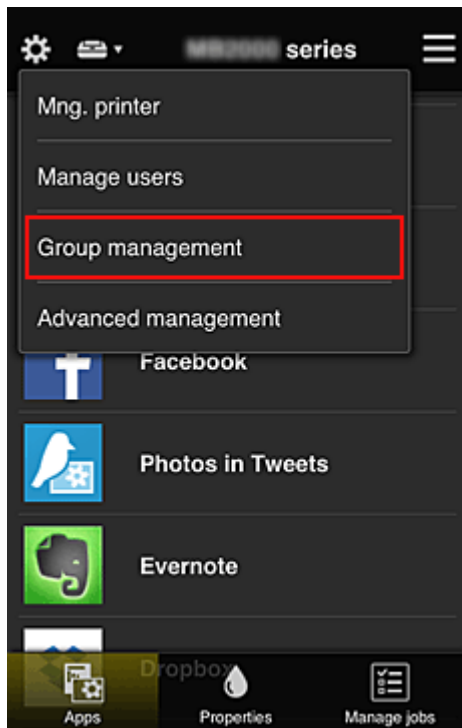 series
Mng. printer
Manage users
Group management
Advanced management
Facebook
Photos in Tweets
Evernote
Dropbox
Apps
Properties
Manage jobs